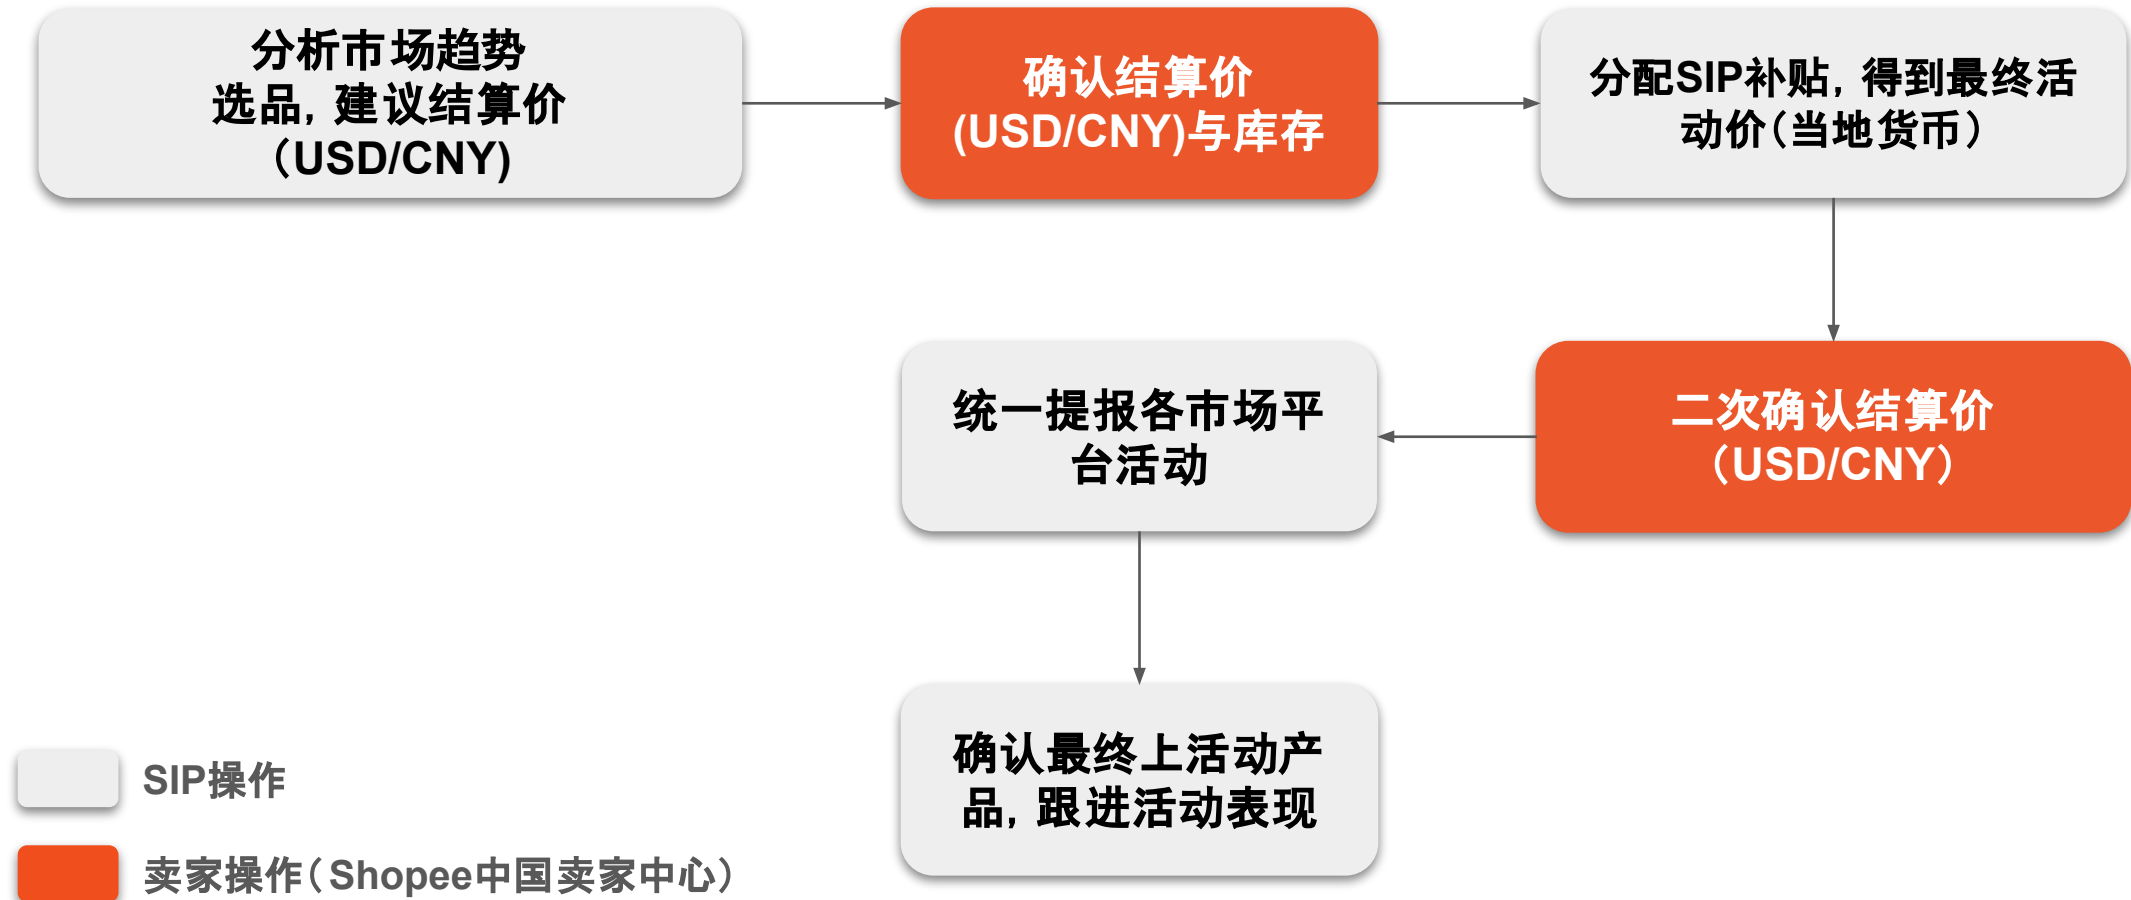 分析市场趋势
选品，建议结算价
（USD/CNY)
确认结算价
(USD/CNY)与库存
分配SIP补贴，得到最终活
动价（当地货币）
统一提报各市场平
台活动
二次确认结算价
（USD/CNY）
确认最终上活动产
品，跟进活动表现
SIP操作
卖家操作（Shopee中国卖家中心）